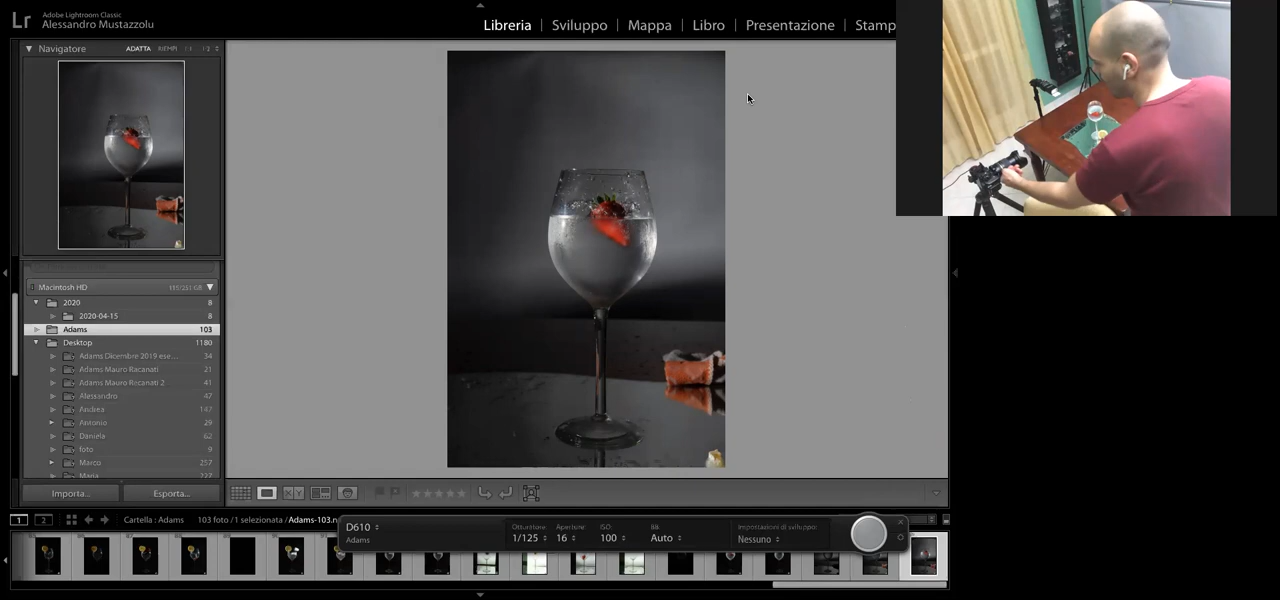 Lr
Adobe Lightroom Classic
Alessandro Mustazzolu
Libreria | Sviluppo | Mappa | Libro | Presentazione | Stamp
Navigatore
ADATTA RIEMPI
Macintosh HD
2020 8
2020-04-15 8
Adams 103
Desktop 1180
Adams Dicembre 2019 ese...
34
Adams Mauro Racanati 21
Adams Mauro Recanati 2 41
Alessandro 47
Andrea 147
Antonio 29
Daniela 62
foto 9
Marco 257
Maria 227
Importa...
Esporta...
X Y
1 2
Cartella : Adams
103 foto / 1 selezionata / Adams-103.n
D610
Adams
Otturatore: 1/125
Apertura: 16
ISO: 100
BB: Auto
Impostazioni di sviluppo:
Nessuno